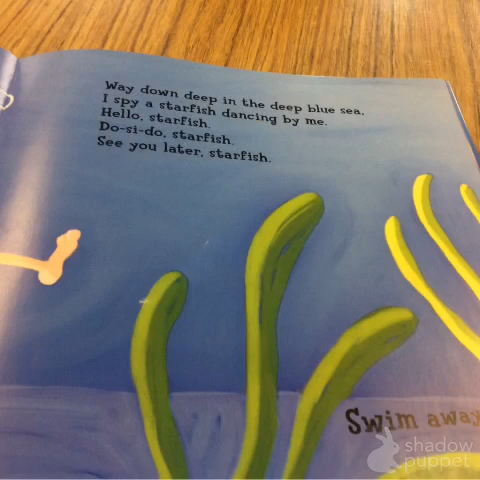 Way down deep in the deep blue sea.
I spy a starfish dancing by me.
Hello, starfish.
Do-si-do, starfish.
See you later, starfish.
Swim away
shadow
puppet